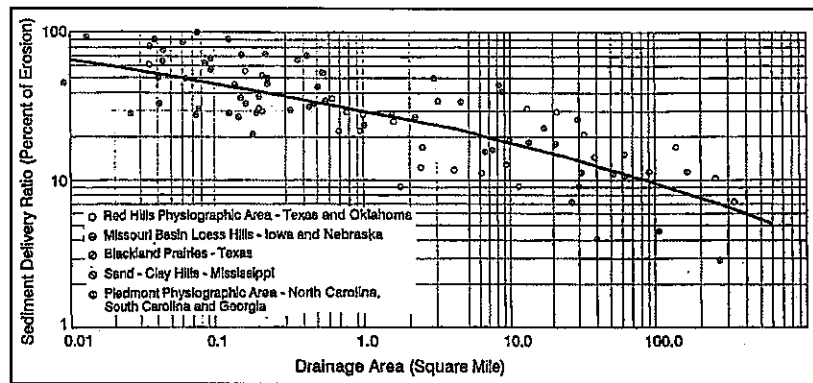 Sediment Delivery Ratio (Percent of Erosion)
100
10
1
Red Hills Physiographic Area - Texas and Oklahoma
Missouri Basin Loess Hills - Iowa and Nebraska
Blackland Prairies - Texas
Sand - Clay Hills - Mississippi
Piedmont Physiographic Area - North Carolina,
South Carolina and Georgia
0.01
0.1
1.0
10.0
100.0
Drainage Area (Square Mile)